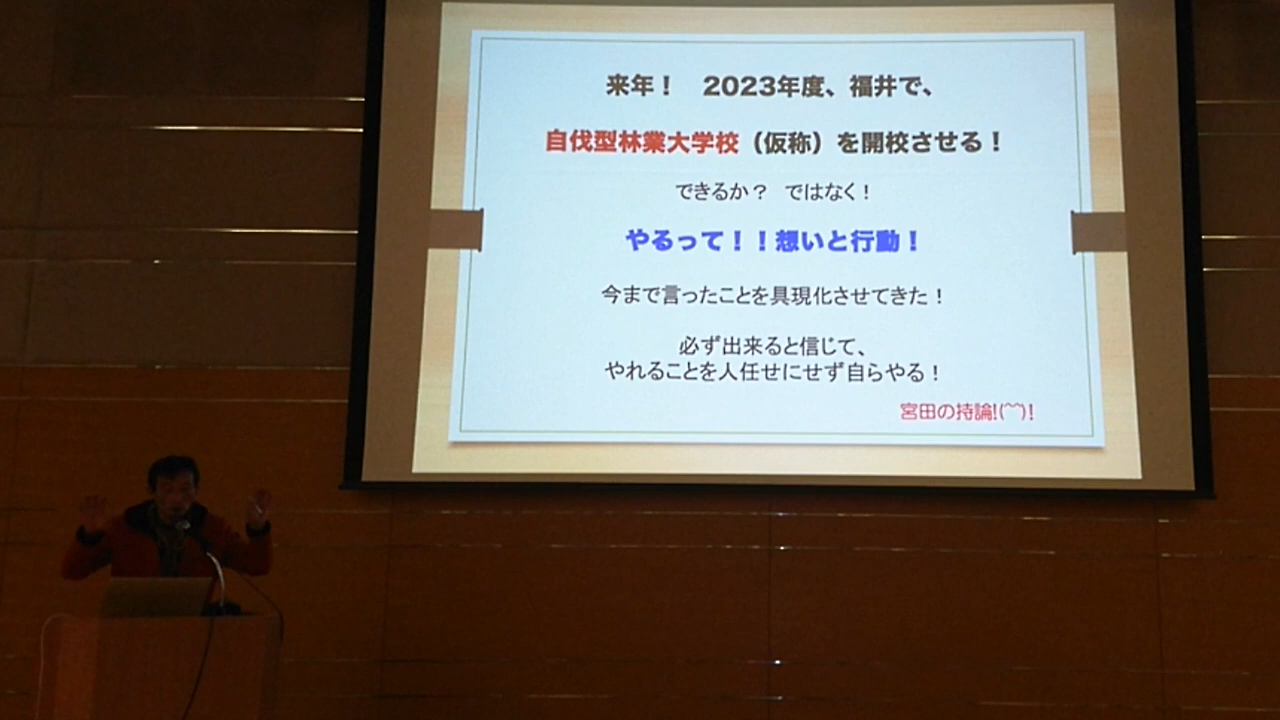 来年！　2023年度、福井で、
自伐型林業大学校（仮称）を開校させる！
できるか？　ではなく！
やるって！！想いと行動！
今まで言ったことを具現化させてきた！
必ず出来ると信じて、
やれることを人任せにせず自らやる！
宮田の持論!(^^)!